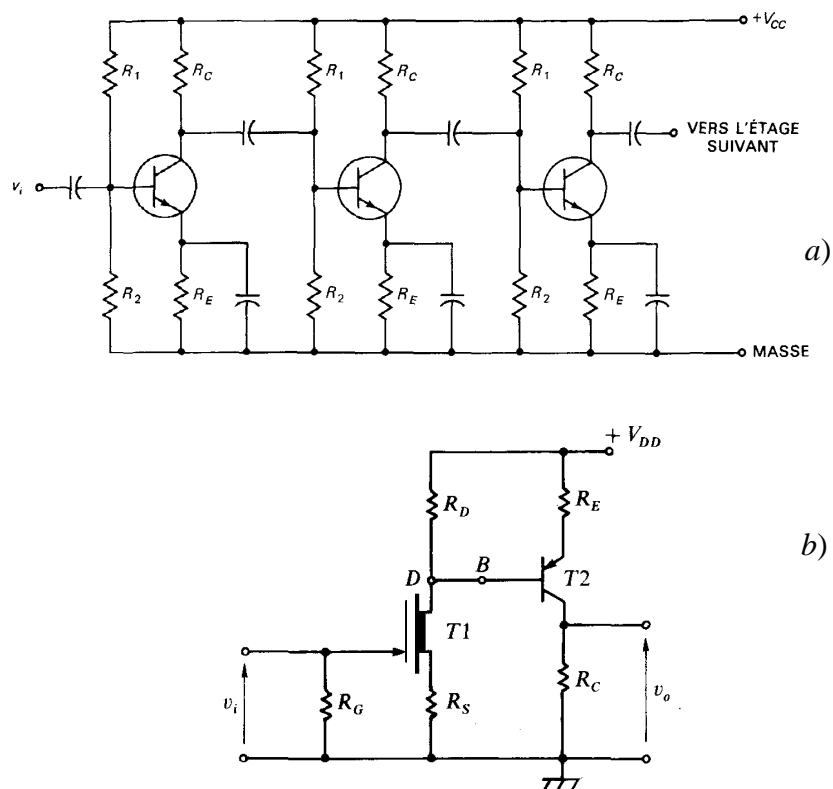 +V_CC
R_1 R_C R_1 R_C R_1 R_C
VERS L'ÉTAGE
SUIVANT
v_i
a)
R_2 R_E R_2 R_E R_2 R_E
MASSE
+ V_DD
R_D R_E
b)
D B T2
T1
v_i R_G R_S R_C v_o